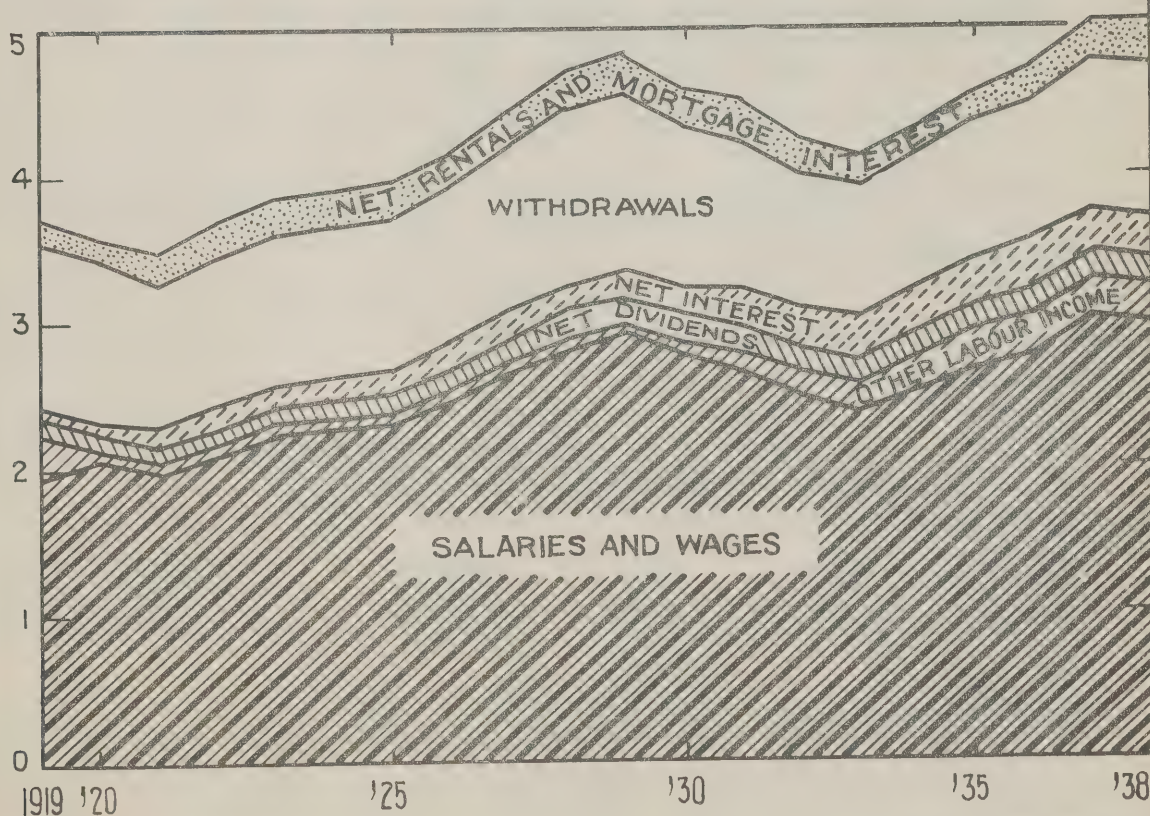 5
4
3
2
1
0
NET RENTALS AND MORTGAGE INTEREST
WITHDRAWALS
NET INTEREST
NET DIVIDENDS
OTHER LABOUR INCOME
SALARIES AND WAGES
1919 '20 '25 '30 '35 '38